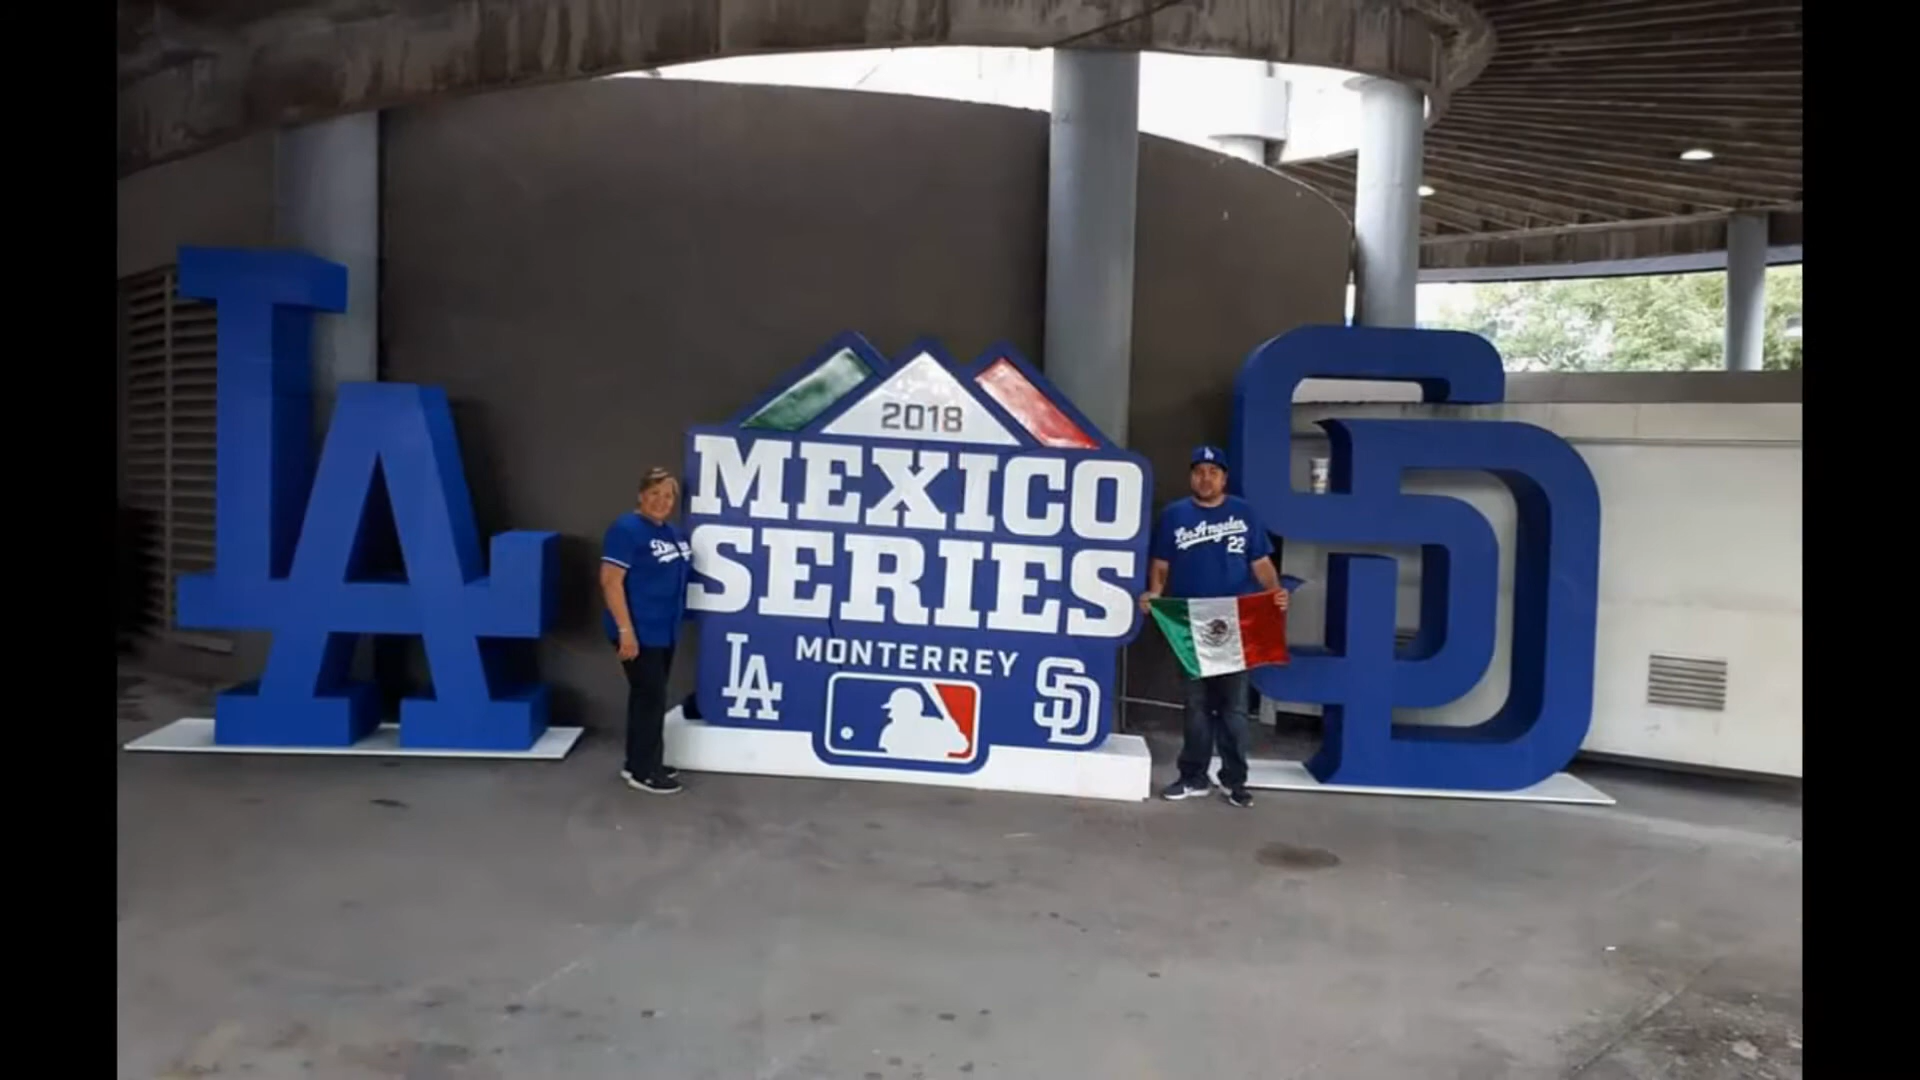 LA
2018
MEXICO
SERIES
MONTERREY
LA
SD
SD
Los Angeles
22